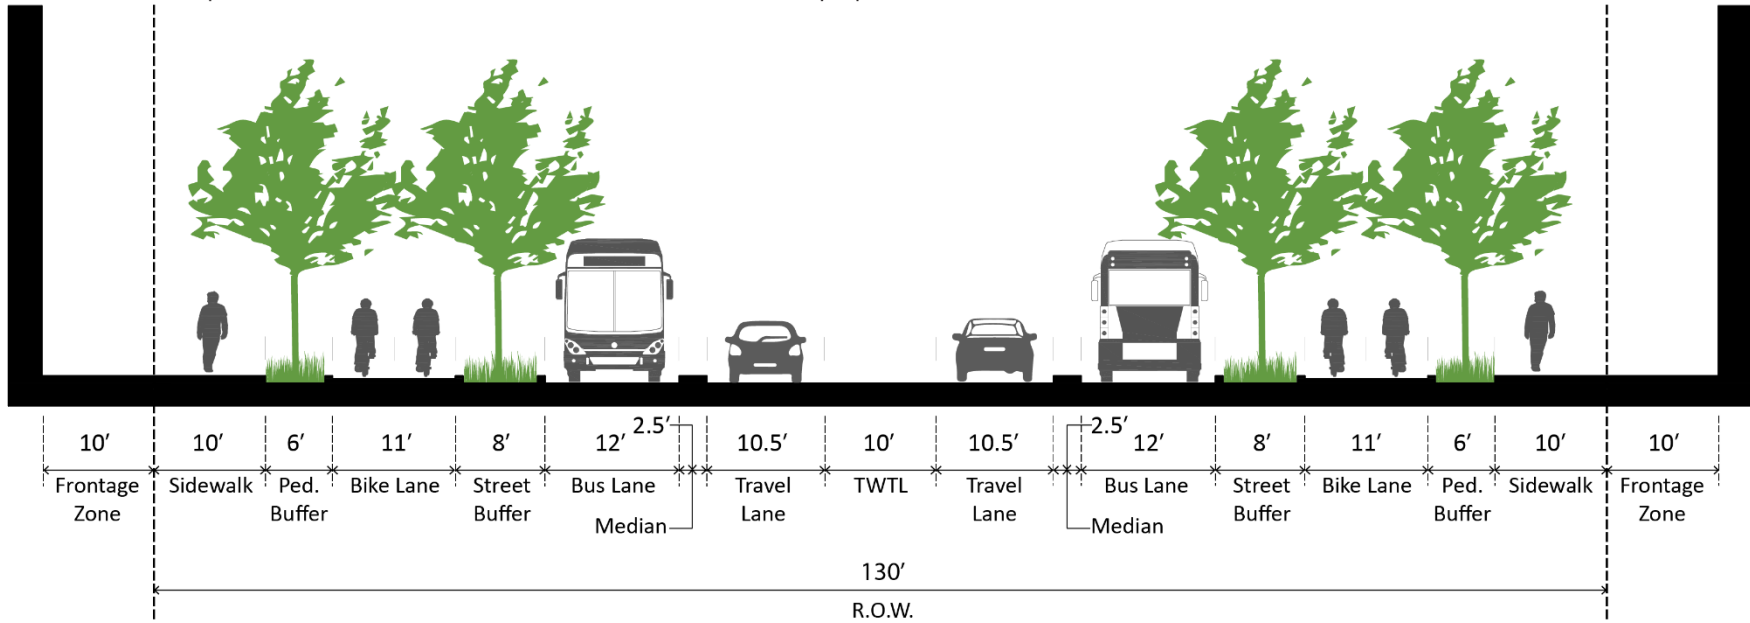 10’ 10’ 6’ 11’ 8’ 12’ 2.5’ 10.5’ 10’ 10.5’ 2.5’ 12’ 8’ 11’ 6’ 10’ 10’
Frontage Zone
Sidewalk
Ped. Buffer
Bike Lane
Street Buffer
Bus Lane
Median
Travel Lane
TWTL
Travel Lane
Median
Bus Lane
Street Buffer
Bike Lane
Ped. Buffer
Sidewalk
Frontage Zone
130’
R.O.W.